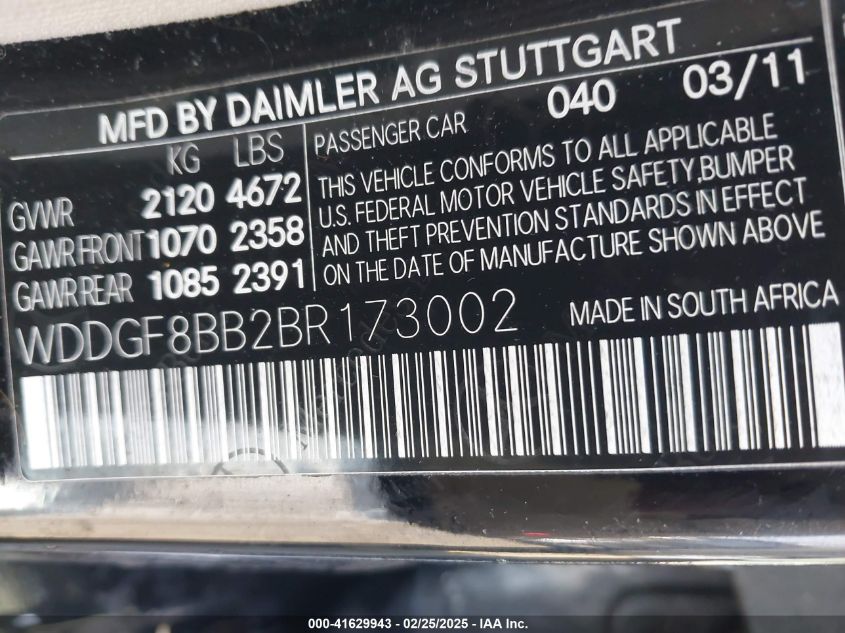 MFD BY DAIMLER AG STUTTGART
040 03/11
KG LBS
GVWR 2120 4672
GAWR FRONT 1070 2358
GAWR REAR 1085 2391
PASSENGER CAR
THIS VEHICLE CONFORMS TO ALL APPLICABLE
U.S. FEDERAL MOTOR VEHICLE SAFETY,BUMPER
AND THEFT PREVENTION STANDARDS IN EFFECT
ON THE DATE OF MANUFACTURE SHOWN ABOVE
WDDGF8BB2BR173002
MADE IN SOUTH AFRICA
000-41629943 - 02/25/2025 - IAAI.com